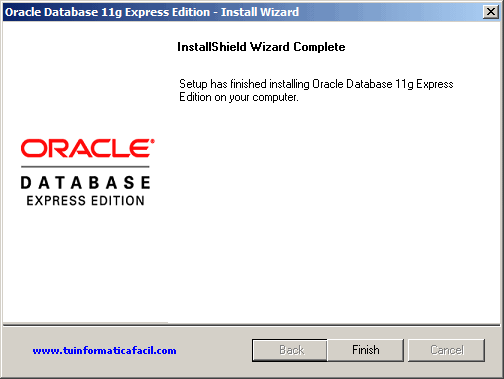 Oracle Database 11g Express Edition - Install Wizard
InstallShield Wizard Complete
Setup has finished installing Oracle Database 11g Express
Edition on your computer.
ORACLE®
DATABASE
EXPRESS EDITION
www.tuinformaticafacil.com
Back
Finish
Cancel